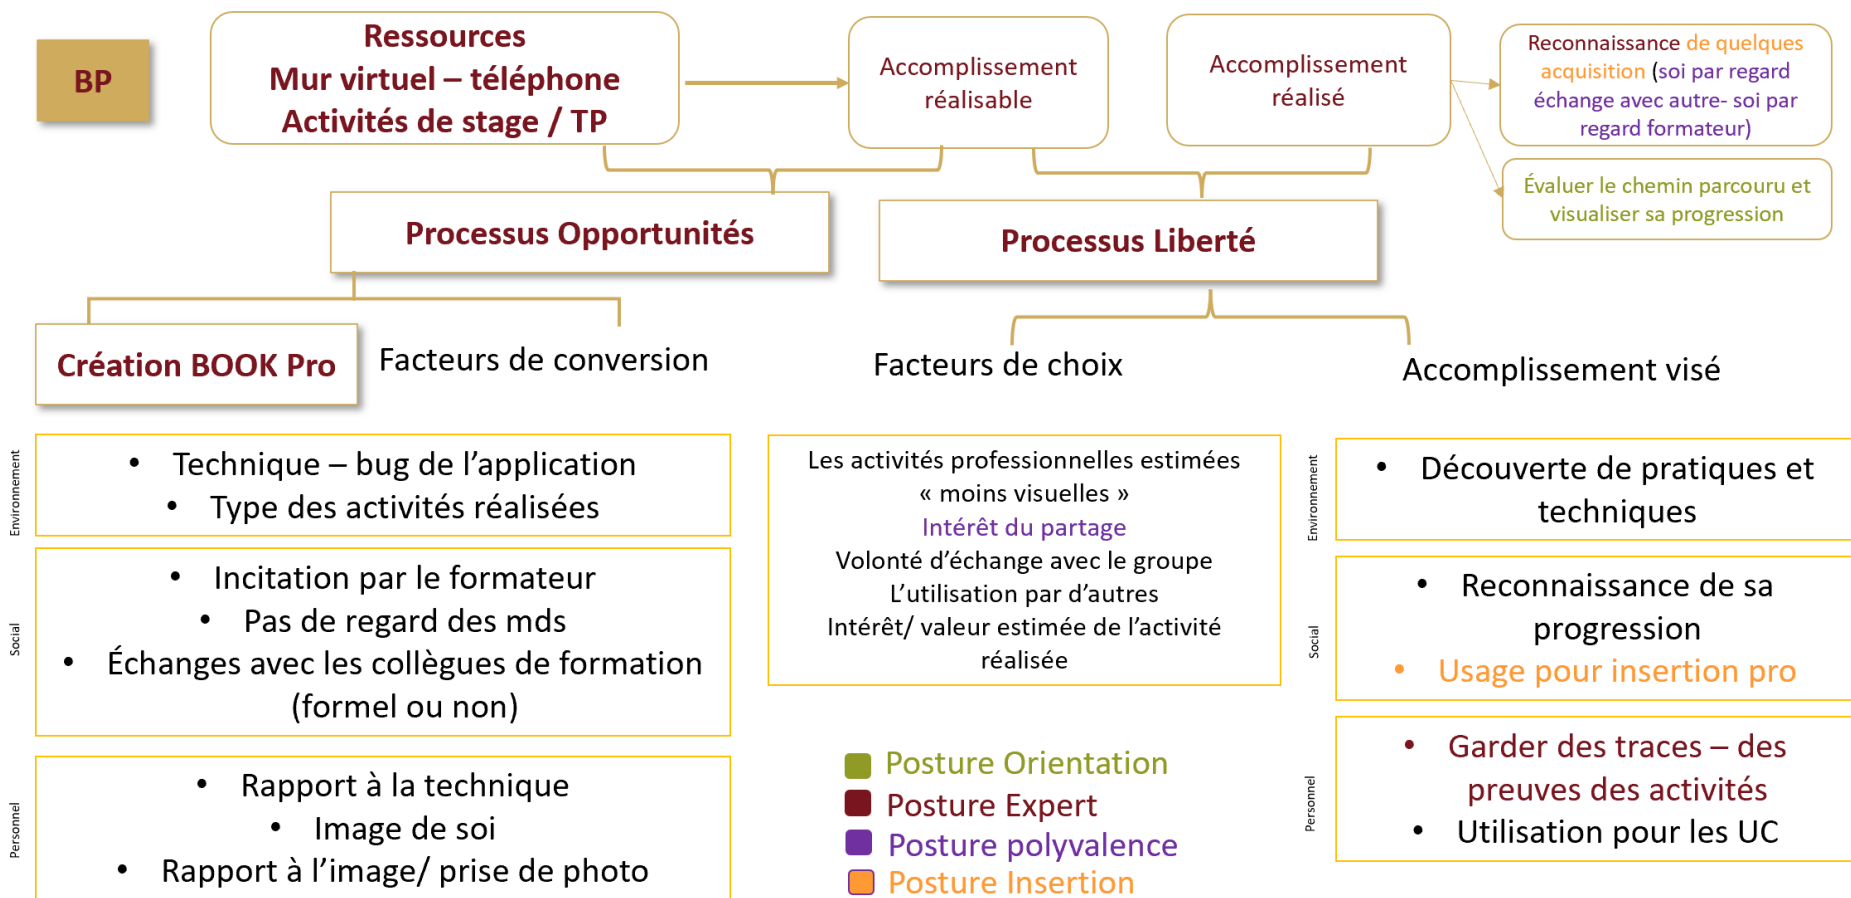 BP
Ressources
Mur virtuel – téléphone
Activités de stage / TP
Accomplissement
réalisable
Accomplissement
réalisé
Reconnaissance de quelques
acquisition (soi par regard
échange avec autre- soi par
regard formateur)
Évaluer le chemin parcouru et
visualiser sa progression
Processus Opportunités
Processus Liberté
Création BOOK Pro
Facteurs de conversion
Facteurs de choix
Accomplissement visé
Environnement
• Technique – bug de l’application
• Type des activités réalisées
Social
• Incitation par le formateur
• Pas de regard des mds
• Échanges avec les collègues de formation
(formel ou non)
Personnel
• Rapport à la technique
• Image de soi
• Rapport à l’image/ prise de photo
Les activités professionnelles estimées
« moins visuelles »
Intérêt du partage
Volonté d’échange avec le groupe
L’utilisation par d’autres
Intérêt/ valeur estimée de l’activité
réalisée
Posture Orientation
Posture Expert
Posture polyvalence
Posture Insertion
Environnement
• Découverte de pratiques et
techniques
Social
• Reconnaissance de sa
progression
• Usage pour insertion pro
Personnel
• Garder des traces – des
preuves des activités
• Utilisation pour les UC